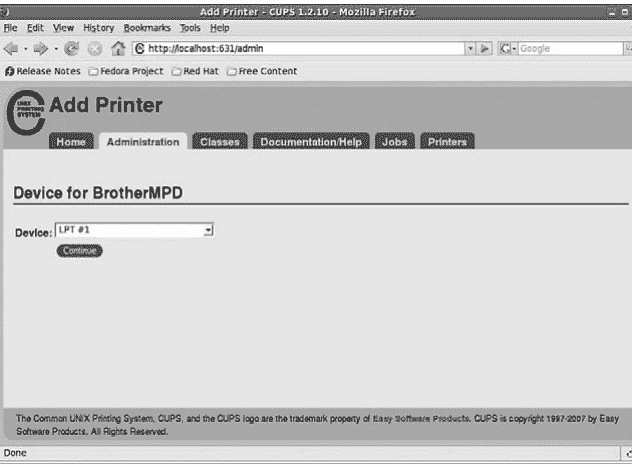 Add Printer - CUPS 1.2.10 - Mozilla Firefox
File Edit View History Bookmarks Tools Help
http://localhost:631/admin Google
Release Notes Fedora Project Red Hat Free Content
UNIX PRINTING SYSTEM
Add Printer
Home Administration Classes Documentation/Help Jobs Printers
Device for BrotherMPD
Device: LPT #1
Continue
The Common UNIX Printing System, CUPS, and the CUPS logo are the trademark property of Easy Software Products. CUPS is copyright 1997-2007 by Easy
Software Products, All Rights Reserved.
Done